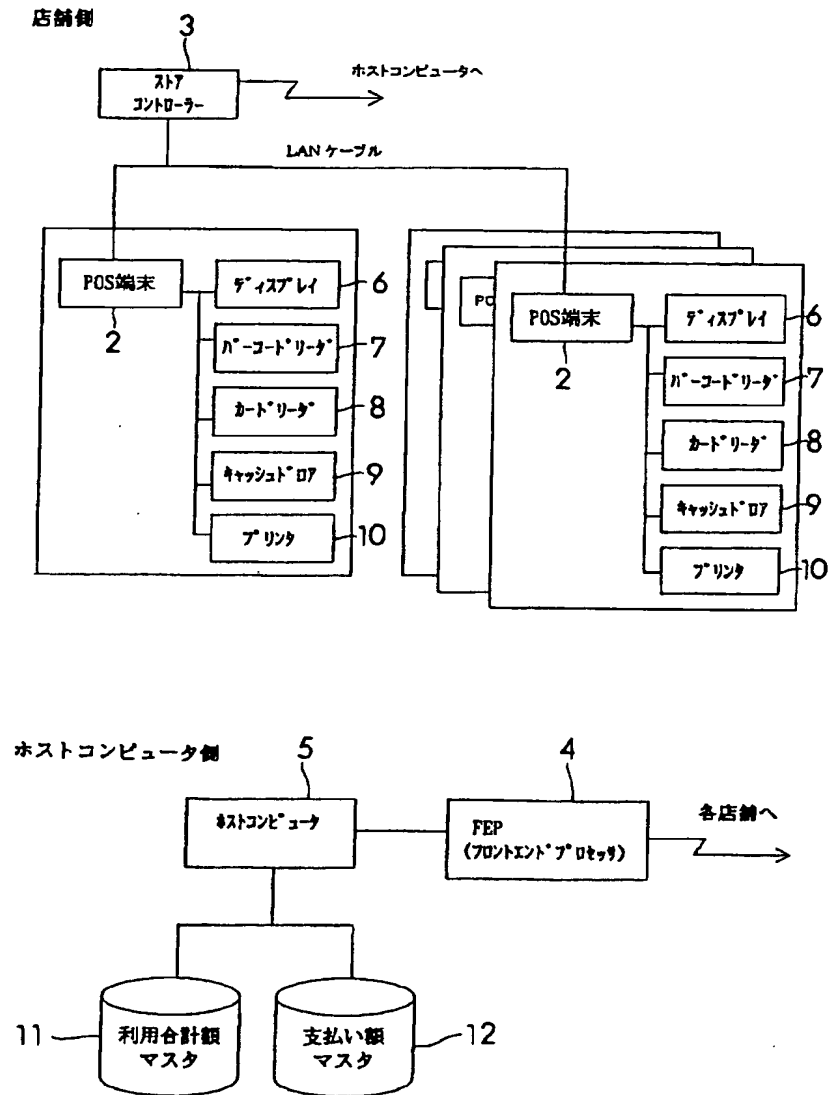 店舗側
3
ｽﾄｱ
ｺﾝﾄﾛｰﾗｰ
ホストコンピュータへ
LAN ケーブル
POS端末
2
ﾃﾞｨｽﾌﾟﾚｲ
6
ﾊﾞｰｺｰﾄﾞﾘｰﾀﾞ
7
ｶｰﾄﾞﾘｰﾀﾞ
8
ｷｬｯｼｭﾄﾞﾛｱ
9
ﾌﾟﾘﾝﾀ
10
PO
POS端末
2
ﾃﾞｨｽﾌﾟﾚｲ
6
ﾊﾞｰｺｰﾄﾞﾘｰﾀﾞ
7
ｶｰﾄﾞﾘｰﾀﾞ
8
ｷｬｯｼｭﾄﾞﾛｱ
9
ﾌﾟﾘﾝﾀ
10
ホストコンピュータ側
5
ﾎｽﾄｺﾝﾋﾟｭｰﾀ
4
FEP
(ﾌﾛﾝﾄｴﾝﾄﾞﾌﾟﾛｾｯｻ)
各店舗へ
11
利用合計額
マスタ
支払い額
マスタ
12